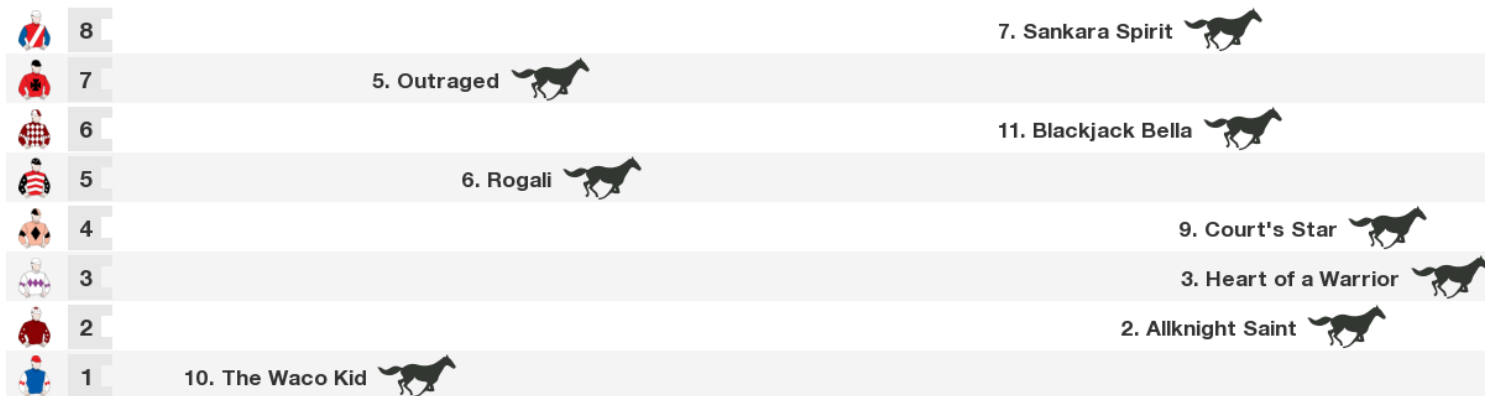 8 7. Sankara Spirit
7 5. Outraged
6 11. Blackjack Bella
5 6. Rogali
4 9. Court's Star
3 3. Heart of a Warrior
2 2. Allknight Saint
1 10. The Waco Kid